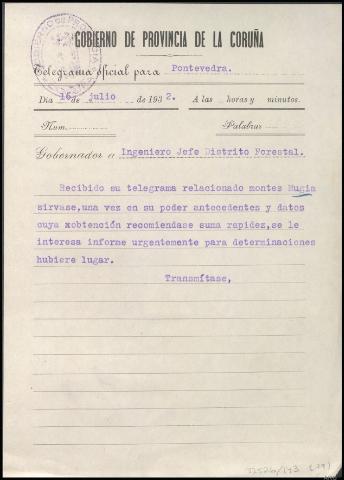 GOBIERNO DE PROVINCIA DE LA CORUÑA
Telegrama oficial para Pontevedra.
Día 16 de julio de 1932. A las horas y minutos.
Núm. Palabras
Gobernador a Ingeniero Jefe Distrito Forestal.
Recibido su telegrama relacionado montes Mugia
sirvase,una vez en su poder antecedentes y datos
cuya xobtención recomiendase suma rapidez,se le
interesa informe urgentemente para determinaciones
hubiere lugar.
Transmítase,